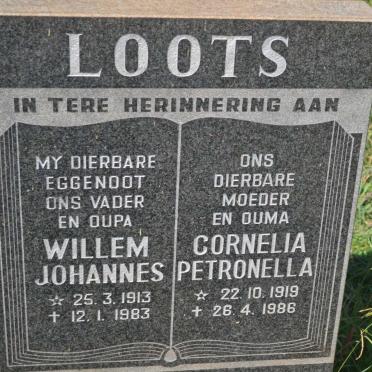 LOOTS
IN TERE HERINNERING AAN
MY DIERBARE
EGGENOOT
ONS VADER
EN OUPA
WILLEM
JOHANNES
☆ 25.3.1913
✝ 12.1.1983
ONS
DIERBARE
MOEDER
EN OUMA
CORNELIA
PETRONELLA
☆ 22.10.1919
✝ 26.4.1986